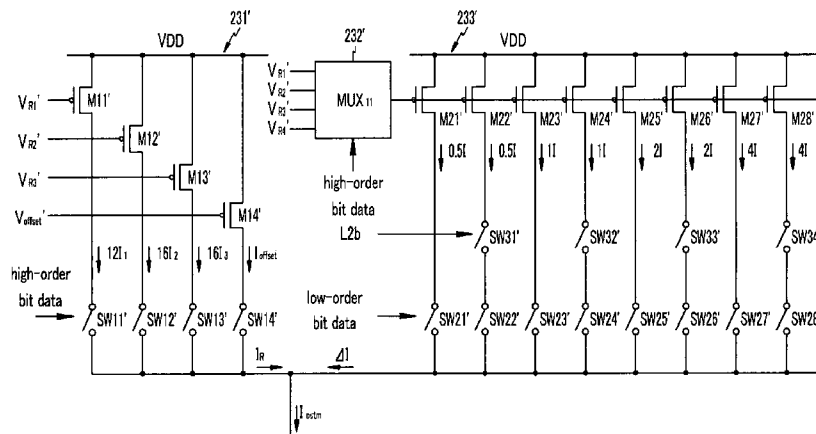 231'
232'
233'
VDD
VDD
V_R1'
V_R2'
V_R3'
V_offset'
M11'
M12'
M13'
M14'
V_R1'
V_R2'
V_R3'
V_R4'
MUX₁₁
high-order
bit data
L2b
M21'
M22'
M23'
M24'
M25'
M26'
M27'
M28'
0.5I
0.5I
1I
1I
2I
2I
4I
4I
SW31'
SW32'
SW33'
SW34
12I₁
16I₂
16I₃
I_offset
high-order
bit data
low-order
bit data
SW11'
SW12'
SW13'
SW14'
SW21'
SW22'
SW23'
SW24'
SW25'
SW26'
SW27'
SW28
I_R
ΔI